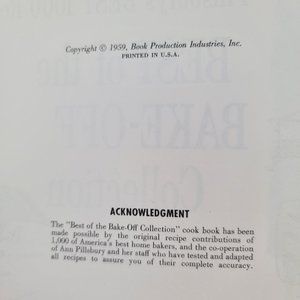 Copyright © 1959, Book Production Industries, Inc.
PRINTED IN U.S.A.
ACKNOWLEDGMENT
The "Best of the Bake-Off Collection" cook book has been
made possible by the original recipe contributions of
1,000 of America's best home bakers, and the co-operation
of Ann Pillsbury and her staff who have tested and adapted
all recipes to assure you of their complete accuracy.